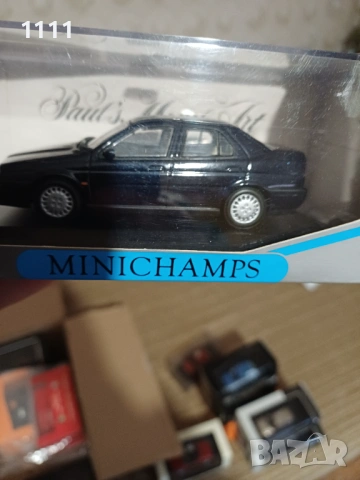 1111
Paul's Model Art
MINICHAMPS
BAZAR